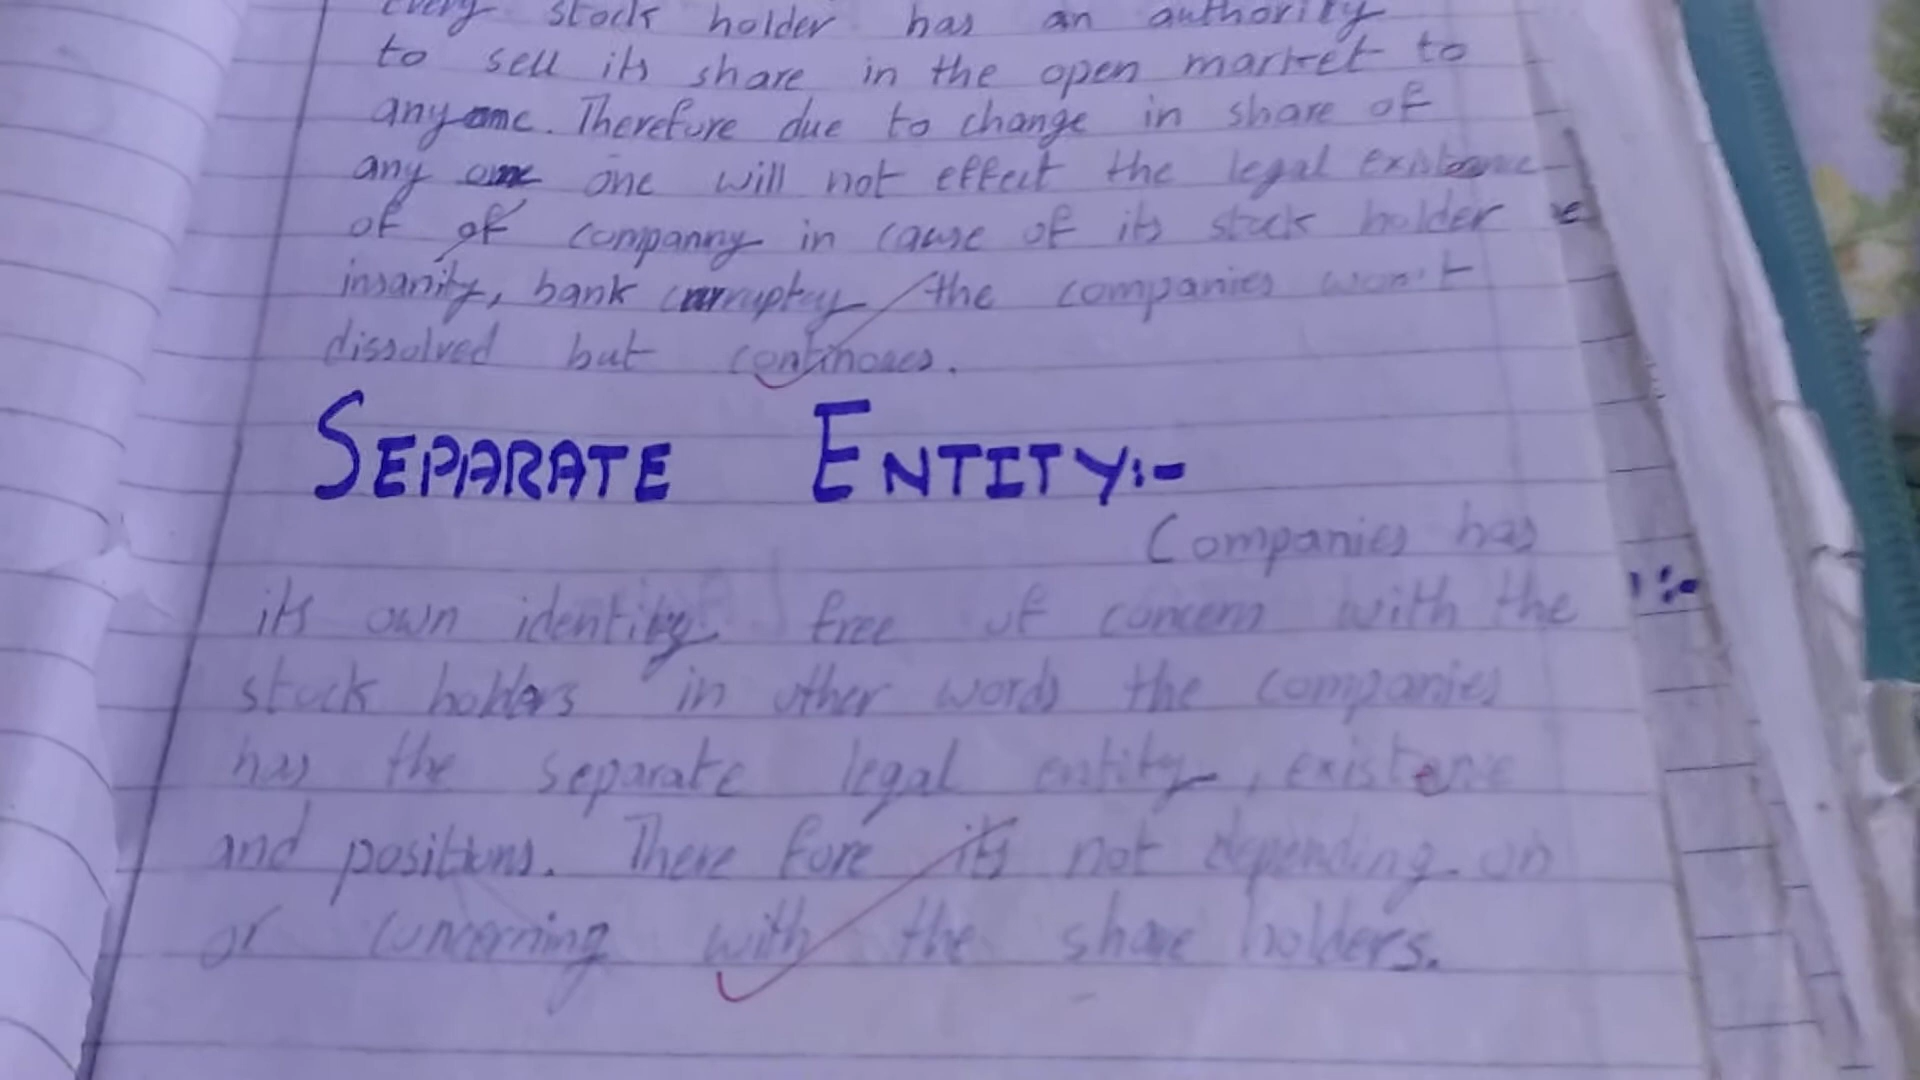 Every stock holder has an authority
to sell its share in the open market to
anyone. Therefore due to change in share of
any one one will not effect the legal existence
of of companny in cause of its stock holder
insanity, bank curruptcy the companies won't
dissolved but continoues.
SEPARATE ENTITY:-
Companies has
its own identity free of concern with the
stock holders in other words the companies
has the separate legal entity, existence
and positions. There fore its not depending on
or concerning with the share holders.